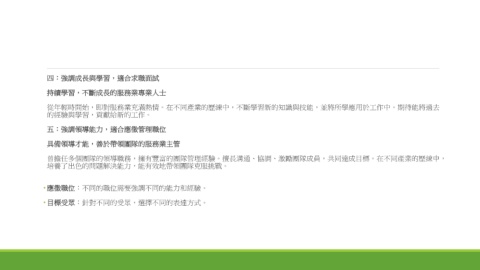 四：強調成長與學習，適合求職面試
持續學習，不斷成長的服務業專業人士
從年輕時開始，即對服務業充滿熱情。在不同產業的歷練中，不斷學習新的知識與技能，並將所學應用於工作中。期待能將過去
的經驗與學習，貢獻給新的工作。
五：強調領導能力，適合應徵管理職位
具備領導才能，善於帶領團隊的服務業主管
曾擔任多個團隊的領導職務，擁有豐富的團隊管理經驗。擅長溝通、協調，激勵團隊成員，共同達成目標。在不同產業的歷練中，
培養了出色的問題解決能力，能有效地帶領團隊克服挑戰。
•應徵職位：不同的職位需要強調不同的能力和經驗。
•目標受眾：針對不同的受眾，選擇不同的表達方式。